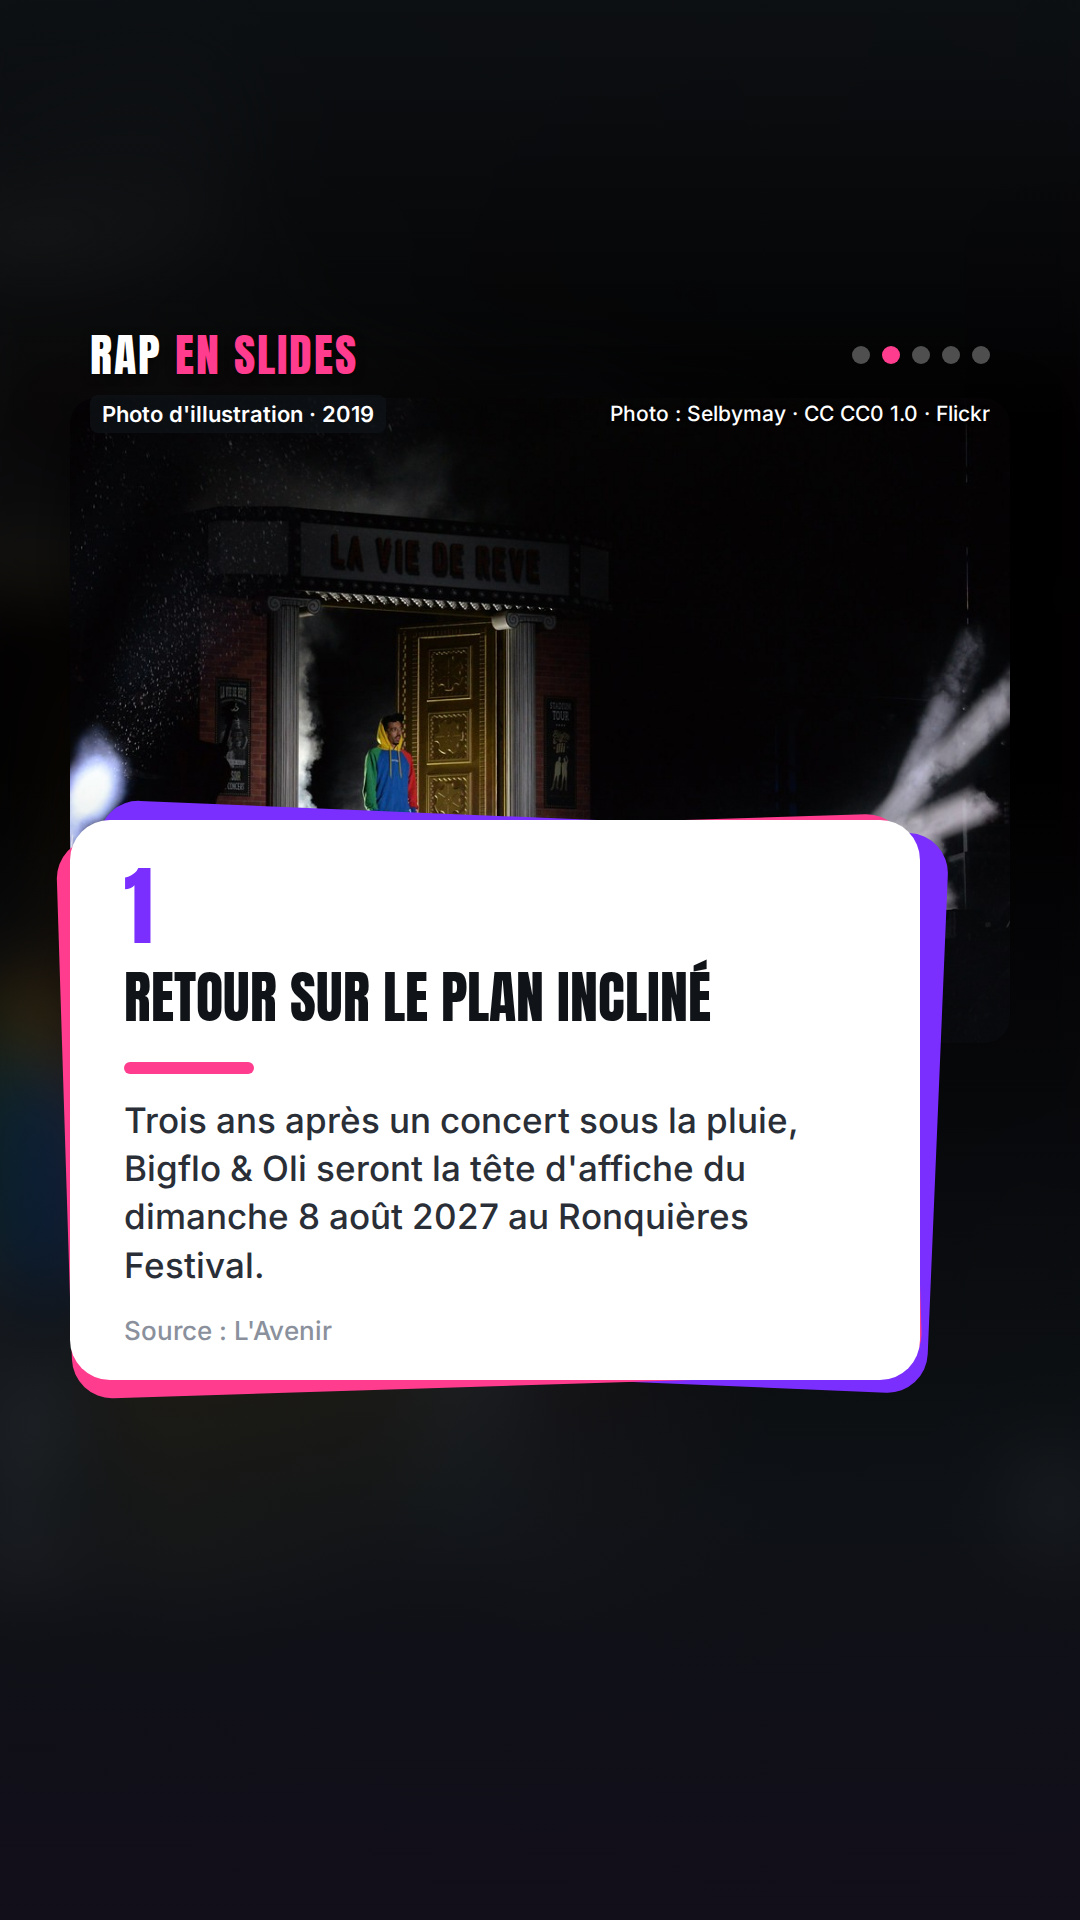 RAP EN SLIDES
Photo d'illustration · 2019
Photo : Selbymay · CC CC0 1.0 · Flickr
LA VIE DE REVE
STADIUM
TOUR
1
RETOUR SUR LE PLAN INCLINÉ
Trois ans après un concert sous la pluie,
Bigflo & Oli seront la tête d'affiche du
dimanche 8 août 2027 au Ronquières
Festival.
Source : L'Avenir